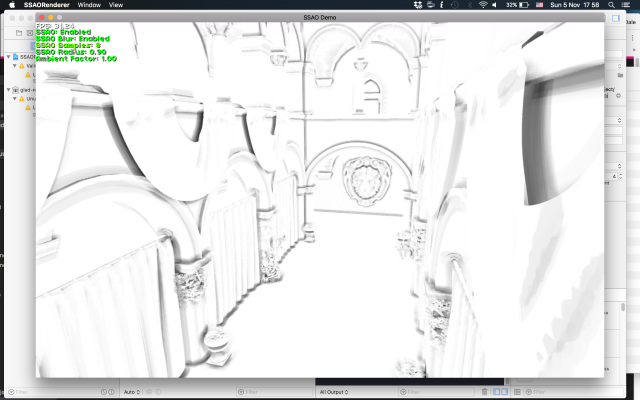 SSAORenderer Window View
32% Sun 5 Nov 17 58
SSAO Demo
FPS: 31.24
SSAO: Enabled
SSAO Blur: Enabled
SSAO Samples: 8
SSAO Radius: 0.90
Ambient Factor: 1.00
Auto
Filter
All Output
Filter
Filter